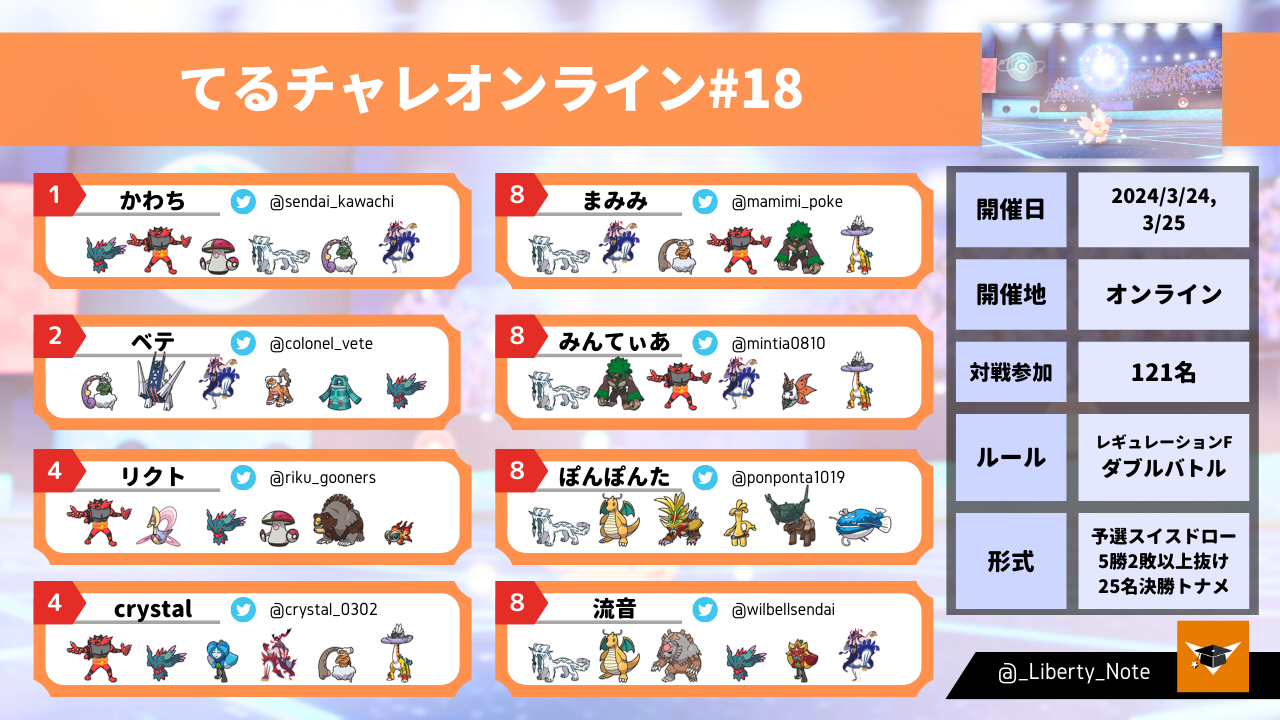 てるチャレオンライン#18
1
かわち
@sendai_kawachi
2
ベテ
@colonel_vete
4
リクト
@riku_gooners
4
crystal
@crystal_0302
8
まみみ
@mamimi_poke
8
みんてぃあ
@mintia0810
8
ぽんぽんた
@ponponta1019
8
流音
@wilbellsendai
開催日
2024/3/24,
3/25
開催地
オンライン
対戦参加
121名
ルール
レギュレーションF
ダブルバトル
形式
予選スイスドロー
5勝2敗以上抜け
25名決勝トナメ
@_Liberty_Note